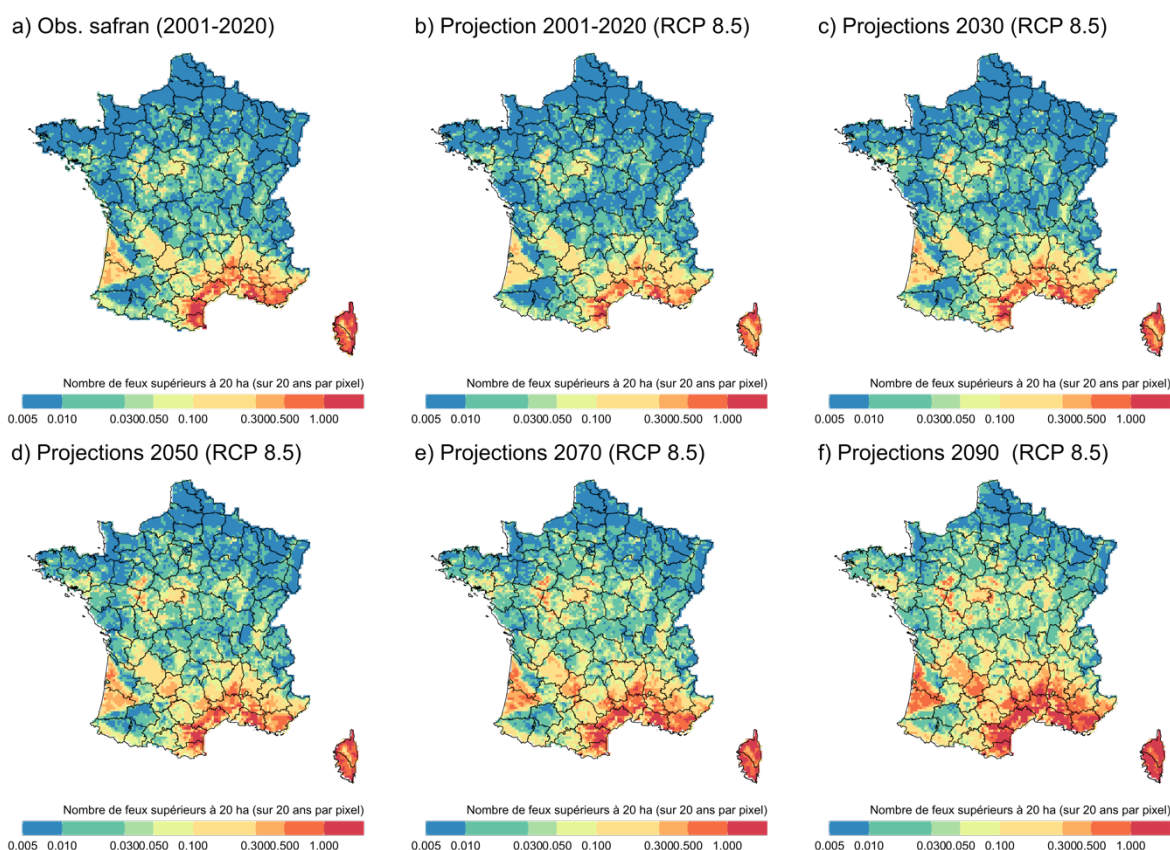 a) Obs. safran (2001-2020)
b) Projection 2001-2020 (RCP 8.5)
c) Projections 2030 (RCP 8.5)
Nombre de feux supérieurs à 20 ha (sur 20 ans par pixel)
0.005 0.010 0.0300.050 0.100 0.3000.500 1.000
Nombre de feux supérieurs à 20 ha (sur 20 ans par pixel)
0.005 0.010 0.0300.050 0.100 0.3000.500 1.000
Nombre de feux supérieurs à 20 ha (sur 20 ans par pixel)
0.005 0.010 0.0300.050 0.100 0.3000.500 1.000
d) Projections 2050 (RCP 8.5)
e) Projections 2070 (RCP 8.5)
f) Projections 2090 (RCP 8.5)
Nombre de feux supérieurs à 20 ha (sur 20 ans par pixel)
0.005 0.010 0.0300.050 0.100 0.3000.500 1.000
Nombre de feux supérieurs à 20 ha (sur 20 ans par pixel)
0.005 0.010 0.0300.050 0.100 0.3000.500 1.000
Nombre de feux supérieurs à 20 ha (sur 20 ans par pixel)
0.005 0.010 0.0300.050 0.100 0.3000.500 1.000